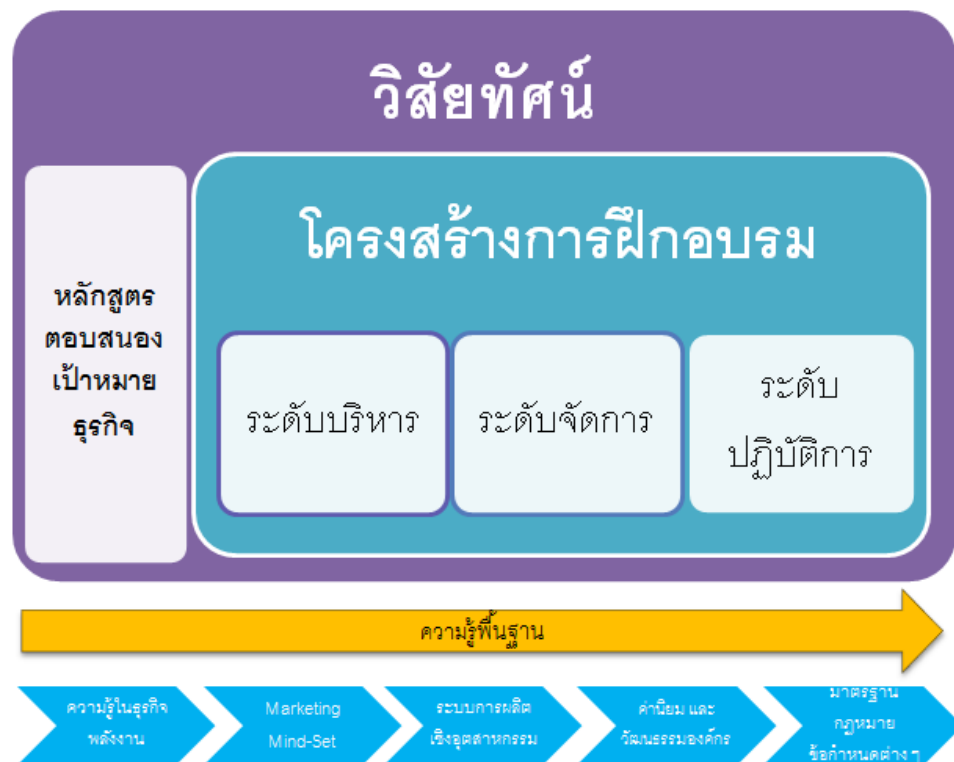 วิสัยทัศน์
โครงสร้างการฝึกอบรม
หลักสูตร
ตอบสนอง
เป้าหมาย
ธุรกิจ
ระดับบริหาร
ระดับจัดการ
ระดับ
ปฏิบัติการ
ความรู้พื้นฐาน
ความรู้ในธุรกิจ
พลังงาน
Marketing
Mind-Set
ระบบการผลิต
เชิงอุตสาหกรรม
ค่านิยม และ
วัฒนธรรมองค์กร
มาตรฐาน
กฎหมาย
ข้อกำหนดต่าง ๆ